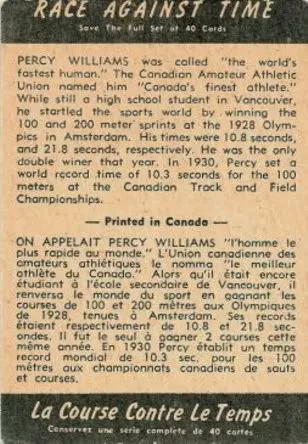 RACE AGAINST TIME
Save The Full Set of 40 Cards
PERCY WILLIAMS was called "the world's
fastest human." The Canadian Amateur Athletic
Union named him "Canada's finest athlete."
While still a high school student in Vancouver,
he startled the sports world by winning the
100 and 200 meter sprints at the 1928 Olym-
pics in Amsterdam. His times were 10.8 seconds,
and 21.8 seconds, respectively. He was the only
double winner that year. In 1930, Percy set a
world record time of 10.3 seconds for the 100
meters at the Canadian Track and Field
Championships.
— Printed in Canada —
ON APPELAIT PERCY WILLIAMS "l'homme le
plus rapide au monde." L'Union canadienne des
amateurs athlétiques le nomma "le meilleur
athlète du Canada." Alors qu'il était encore
étudiant à l'école secondaire de Vancouver, il
renversa le monde du sport en gagnant les
courses de 100 et 200 mètres aux Olympiques
de 1928, tenues à Amsterdam. Ses records
étaient respectivement de 10.8 et 21.8 sec-
ondes. Il fut le seul à gagner 2 courses cette
même année. En 1930 Percy établit un temps
record mondial de 10.3 sec, pour les 100
mètres aux championnats canadiens de sauts
et courses.
La Course Contre Le Temps
Conservez une serie complete de 40 cartes